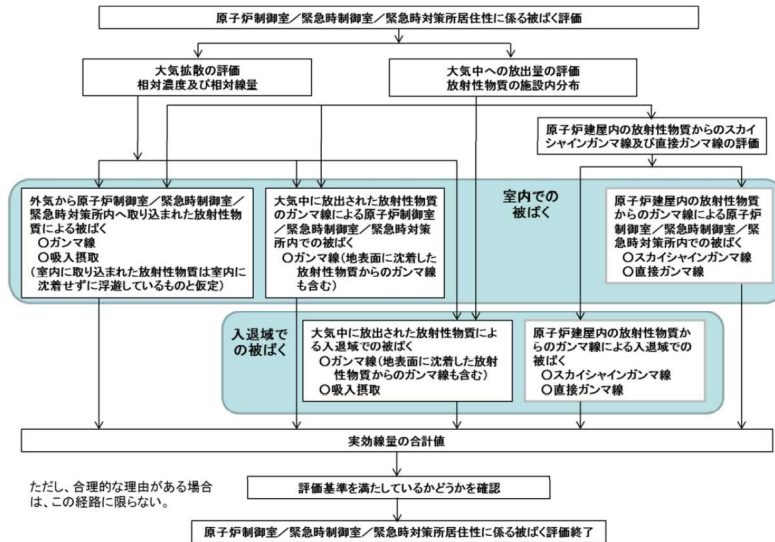 原子炉制御室／緊急時制御室／緊急時対策所居住性に係る被ばく評価
大気拡散の評価
相対濃度及び相対線量
大気中への放出量の評価
放射性物質の施設内分布
原子炉建屋内の放射性物質からのスカイ
シャインガンマ線及び直接ガンマ線の評価
室内での
被ばく
外気から原子炉制御室／緊急時制御室／
緊急時対策所内へ取り込まれた放射性物
質による被ばく
○ガンマ線
○吸入摂取
(室内に取り込まれた放射性物質は室内に
沈着せずに浮遊しているものと仮定)
大気中に放出された放射性物質
のガンマ線による原子炉制御室
／緊急時制御室／緊急時対策
所内での被ばく
○ガンマ線(地表面に沈着した
放射性物質からのガンマ線
も含む)
原子炉建屋内の放射性物質
からのガンマ線による原子炉制
御室／緊急時制御室／緊
急時対策所内での被ばく
○スカイシャインガンマ線
○直接ガンマ線
入退域で
の被ばく
大気中に放出された放射性物質によ
る入退域での被ばく
○ガンマ線(地表面に沈着した放射
性物質からのガンマ線も含む)
○吸入摂取
原子炉建屋内の放射性物質から
のガンマ線による入退域での被
ばく
○スカイシャインガンマ線
○直接ガンマ線
実効線量の合計値
ただし、合理的な理由がある場合
は、この経路に限らない。
評価基準を満たしているかどうかを確認
原子炉制御室／緊急時制御室／緊急時対策所居住性に係る被ばく評価終了